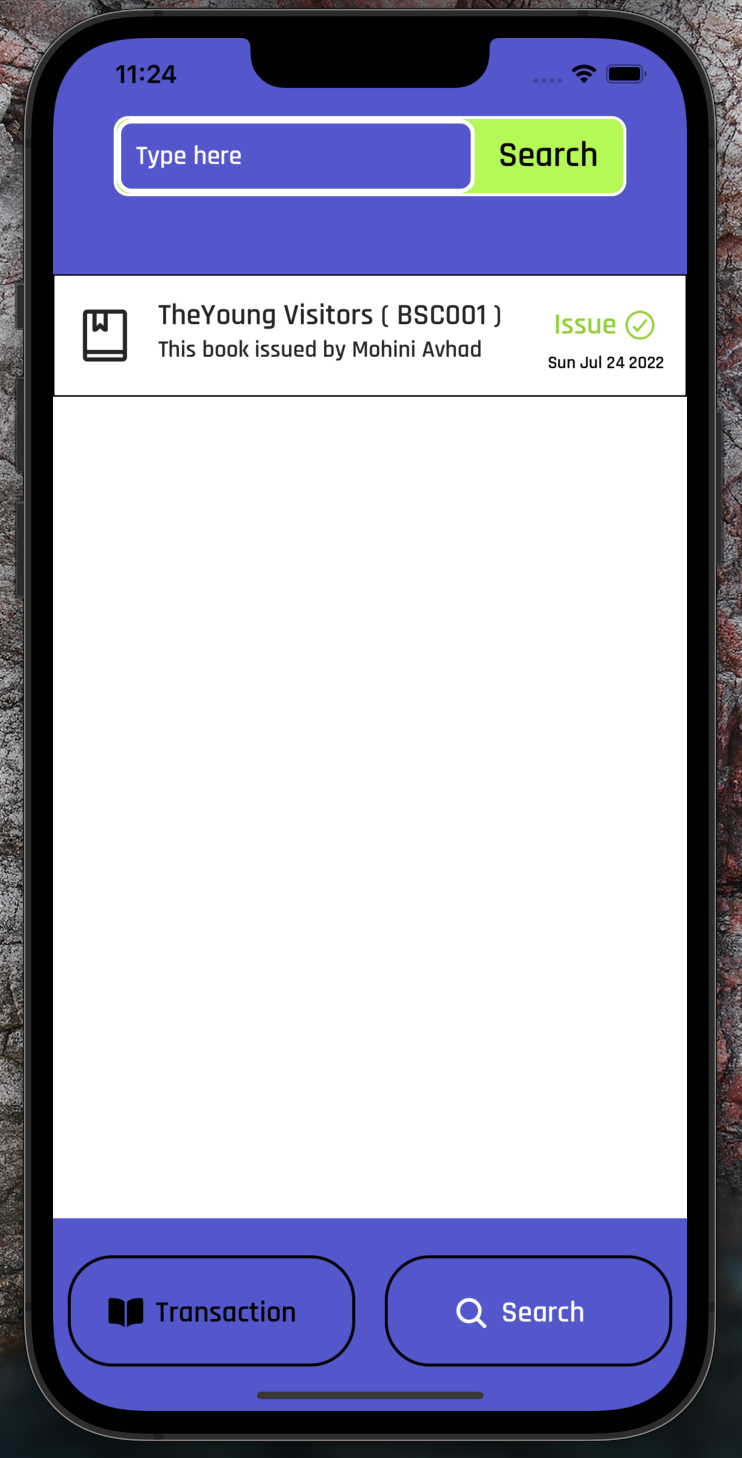 11:24
Type here
Search
TheYoung Visitors ( BSC001 )
This book issued by Mohini Avhad
Issue
Sun Jul 24 2022
Transaction
Search